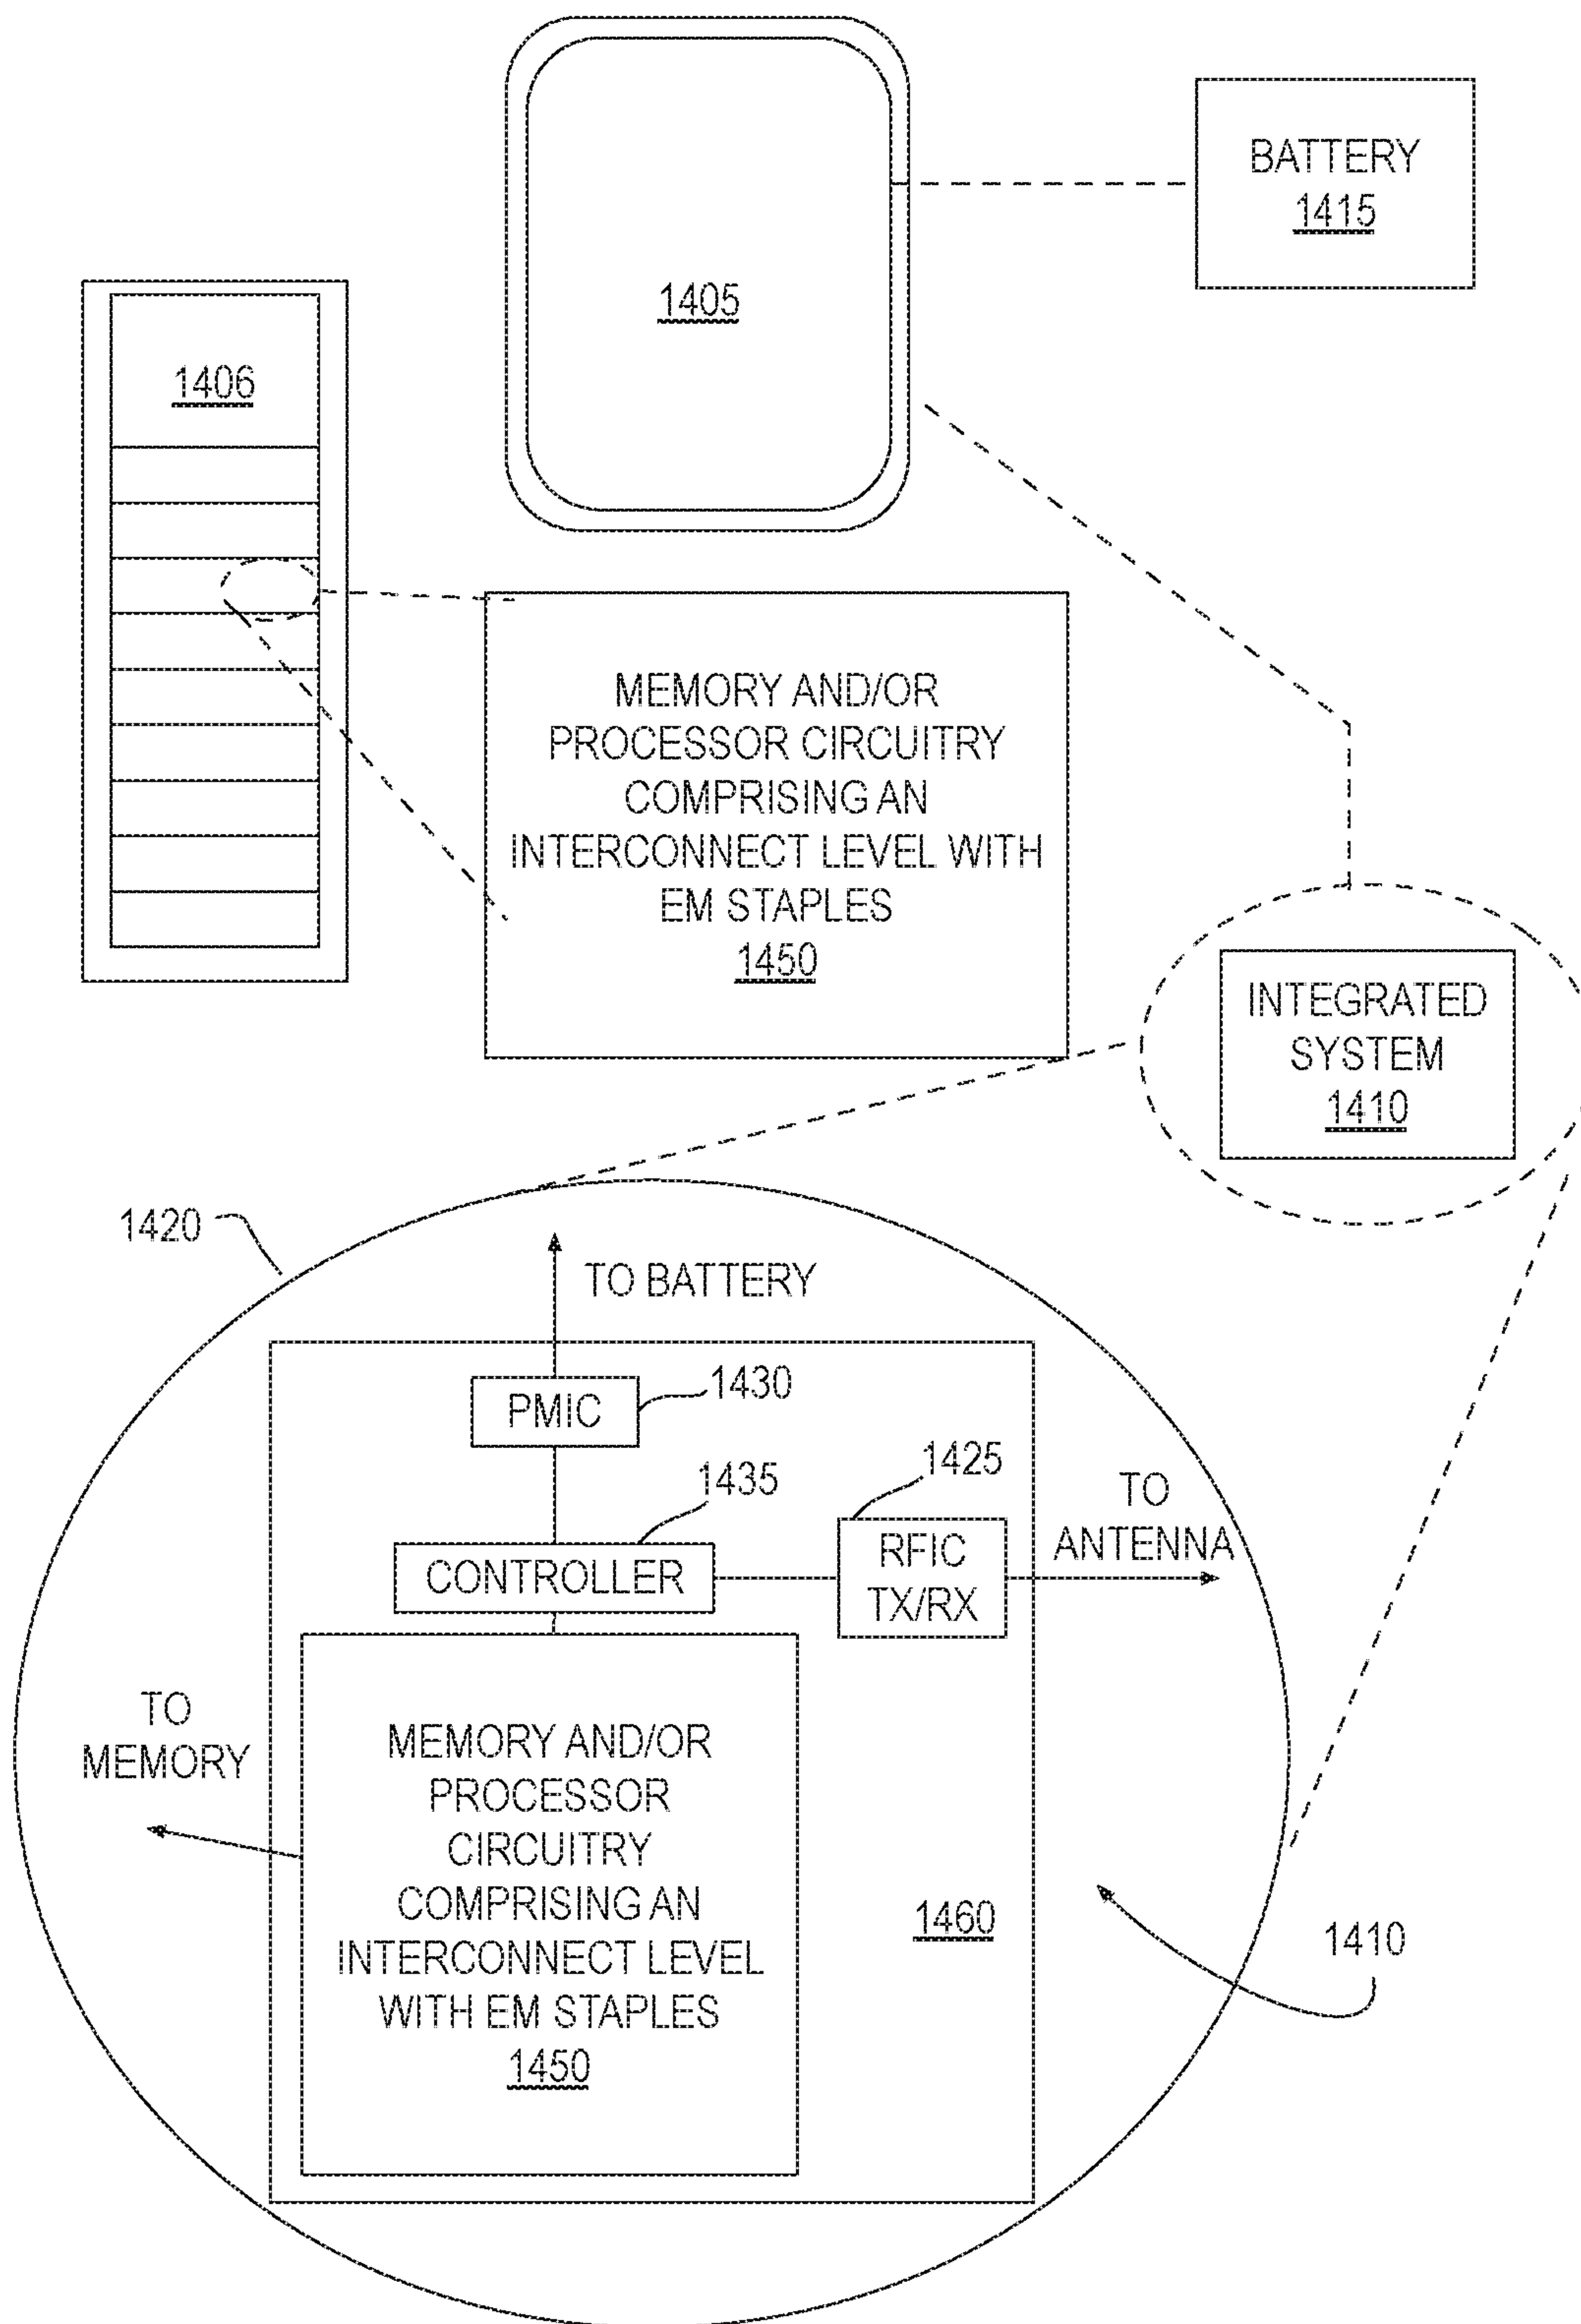 1405
BATTERY
1415
1406
MEMORY AND/OR
PROCESSOR CIRCUITRY
COMPRISING AN
INTERCONNECT LEVEL WITH
EM STAPLES
1450
INTEGRATED
SYSTEM
1410
1420
TO BATTERY
PMIC
1430
1435
1425
CONTROLLER
RFIC
TX/RX
TO
ANTENNA
TO
MEMORY
MEMORY AND/OR
PROCESSOR
CIRCUITRY
COMPRISING AN
INTERCONNECT LEVEL
WITH EM STAPLES
1450
1460
1410